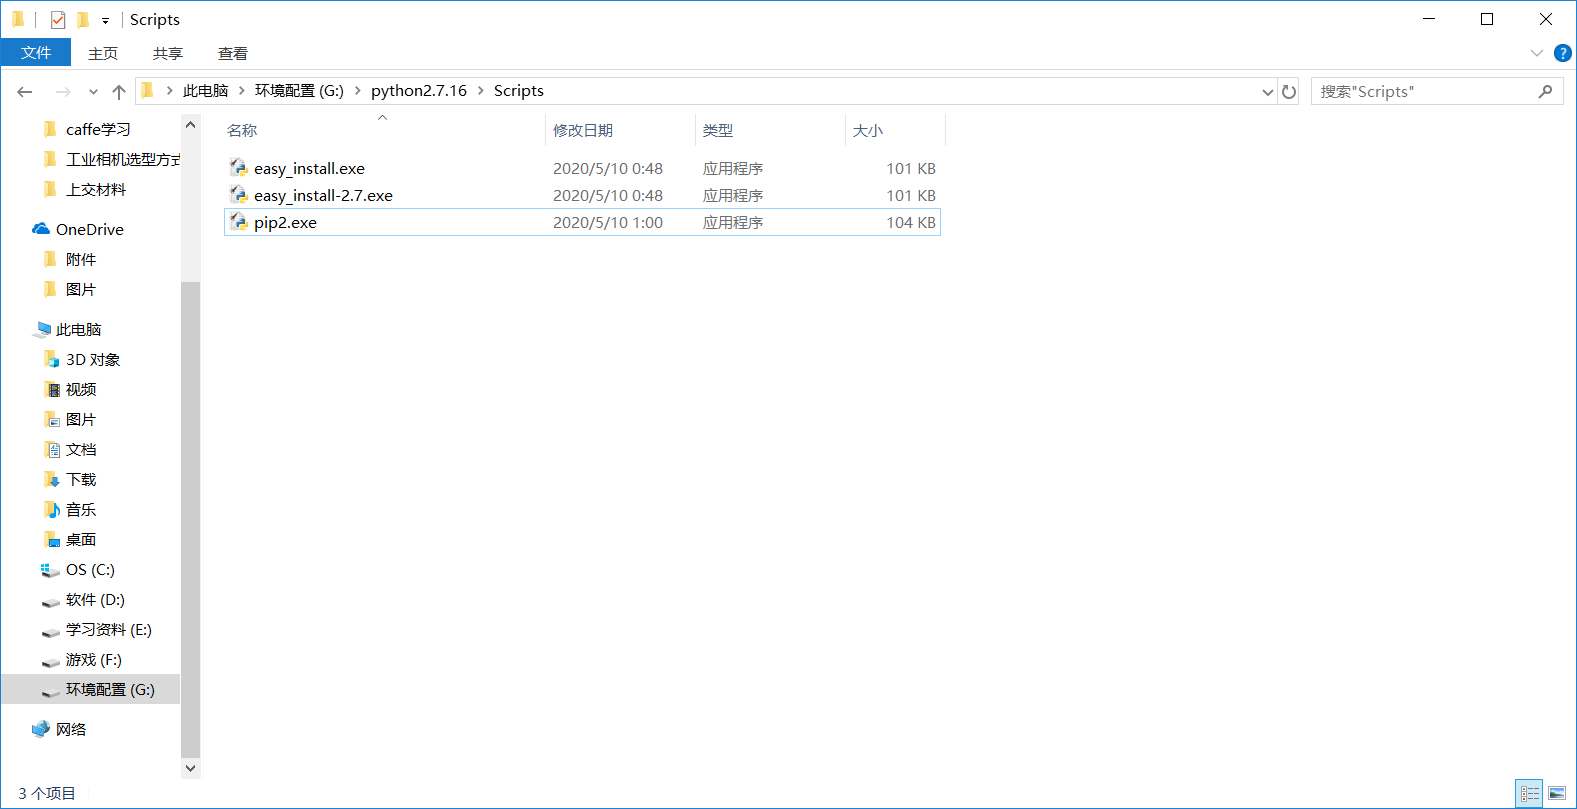 Scripts
文件 主页 共享 查看
此电脑 环境配置 (G:) python2.7.16 Scripts 搜索"Scripts"
名称 修改日期 类型 大小
easy_install.exe 2020/5/10 0:48 应用程序 101 KB
easy_install-2.7.exe 2020/5/10 0:48 应用程序 101 KB
pip2.exe 2020/5/10 1:00 应用程序 104 KB
caffe学习
工业相机选型方式
上交材料
OneDrive
附件
图片
此电脑
3D 对象
视频
图片
文档
下载
音乐
桌面
OS (C:)
软件 (D:)
学习资料 (E:)
游戏 (F:)
环境配置 (G:)
网络
3 个项目